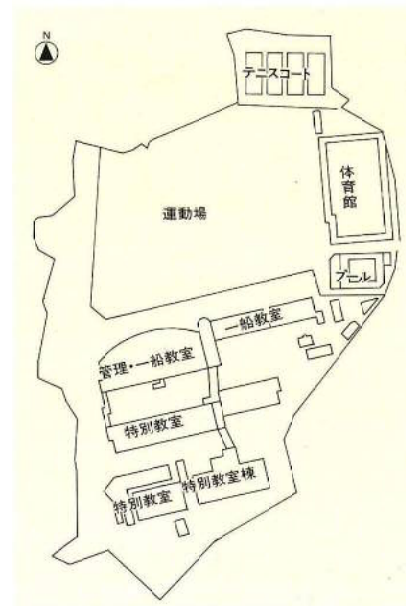 N
テニスコート
体育館
運動場
プール
一船教室
管理・一船教室
特別教室
特別教室
特別教室棟